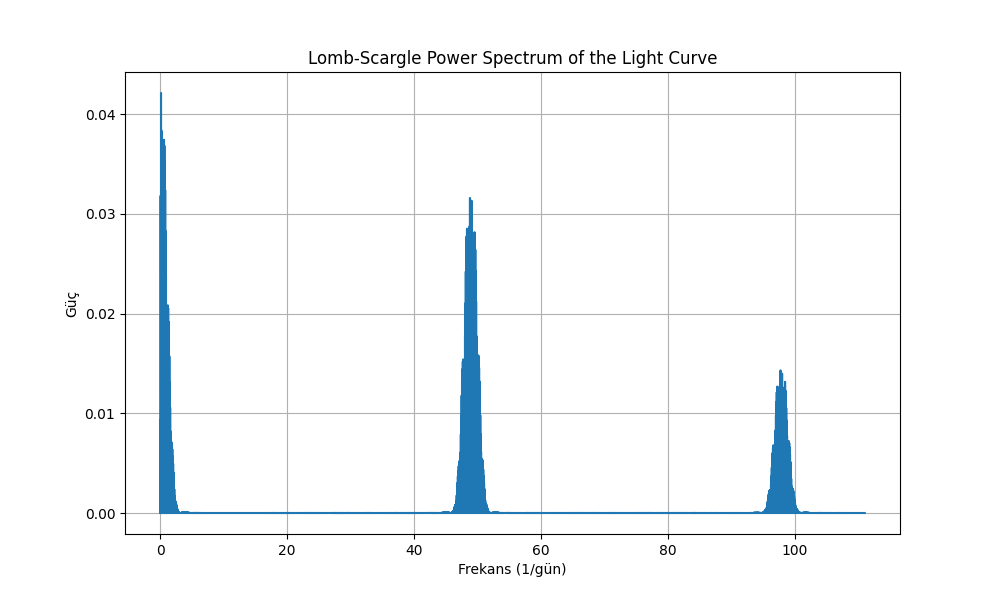 Lomb-Scargle Power Spectrum of the Light Curve
0.04
0.03
0.02
0.01
0.00
Güç
0 20 40 60 80 100
Frekans (1/gün)